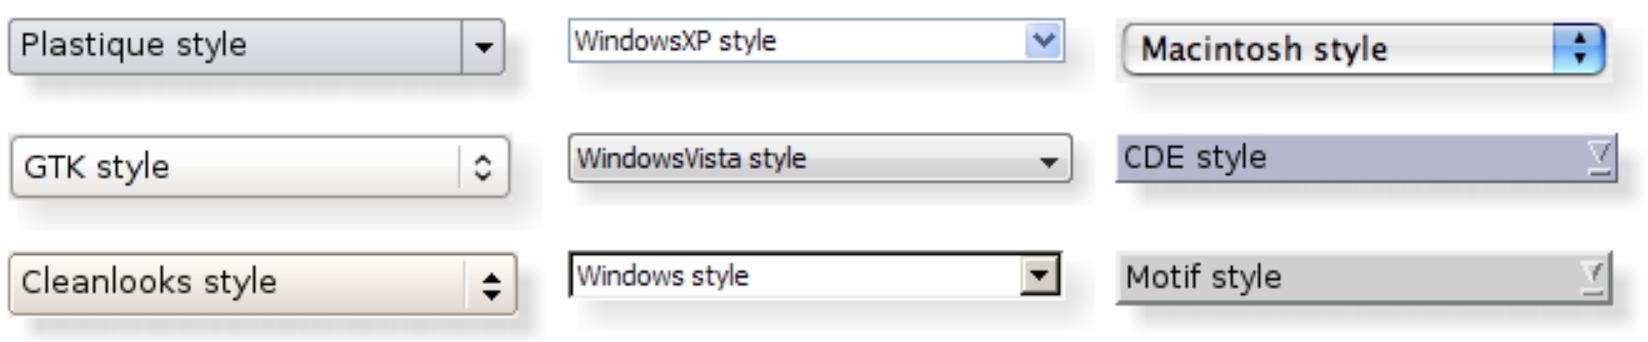 Plastique style
WindowsXP style
Macintosh style
GTK style
WindowsVista style
CDE style
Cleanlooks style
Windows style
Motif style